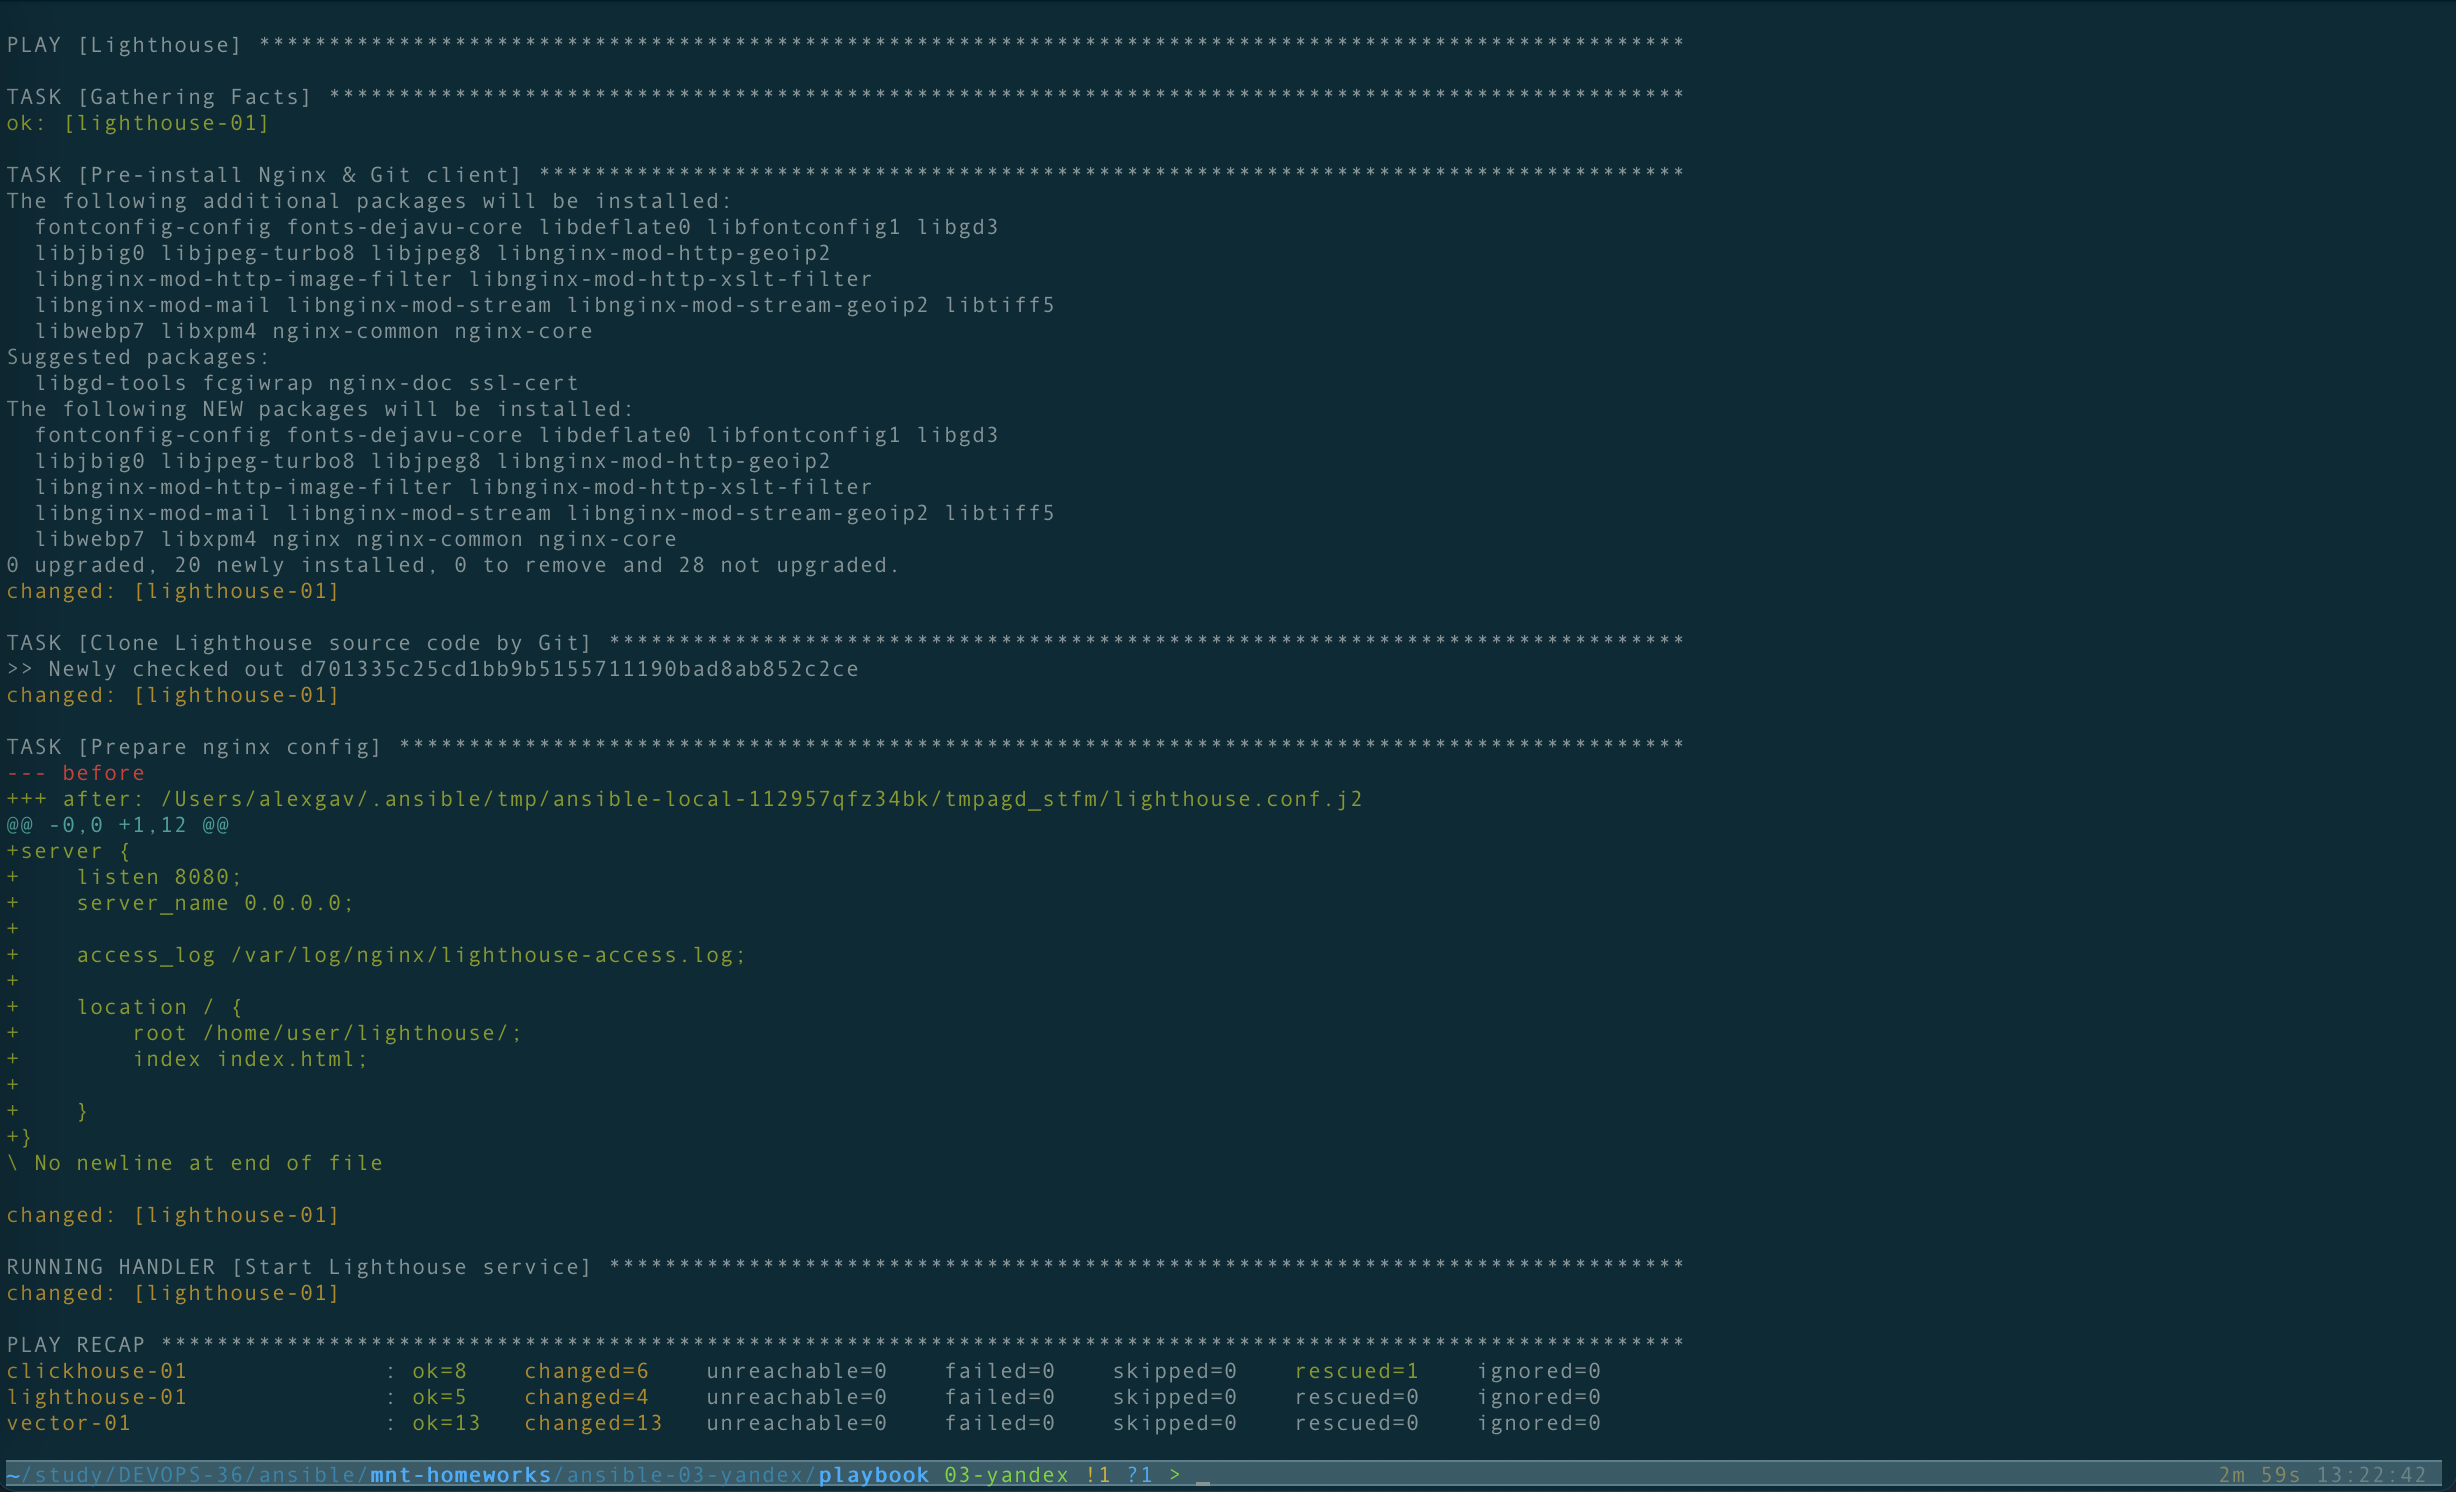 PLAY [Lighthouse] ******************************************************************************************************
TASK [Gathering Facts] *************************************************************************************************
ok: [lighthouse-01]
TASK [Pre-install Nginx & Git client] **********************************************************************************
The following additional packages will be installed:
  fontconfig-config fonts-dejavu-core libdeflate0 libfontconfig1 libgd3
  libjbig0 libjpeg-turbo8 libjpeg8 libnginx-mod-http-geoip2
  libnginx-mod-http-image-filter libnginx-mod-http-xslt-filter
  libnginx-mod-mail libnginx-mod-stream libnginx-mod-stream-geoip2 libtiff5
  libwebp7 libxpm4 nginx-common nginx-core
Suggested packages:
  libgd-tools fcgiwrap nginx-doc ssl-cert
The following NEW packages will be installed:
  fontconfig-config fonts-dejavu-core libdeflate0 libfontconfig1 libgd3
  libjbig0 libjpeg-turbo8 libjpeg8 libnginx-mod-http-geoip2
  libnginx-mod-http-image-filter libnginx-mod-http-xslt-filter
  libnginx-mod-mail libnginx-mod-stream libnginx-mod-stream-geoip2 libtiff5
  libwebp7 libxpm4 nginx nginx-common nginx-core
0 upgraded, 20 newly installed, 0 to remove and 28 not upgraded.
changed: [lighthouse-01]
TASK [Clone Lighthouse source code by Git] *****************************************************************************
>> Newly checked out d701335c25cd1bb9b5155711190bad8ab852c2ce
changed: [lighthouse-01]
TASK [Prepare nginx config] ********************************************************************************************
--- before
+++ after: /Users/alexgav/.ansible/tmp/ansible-local-112957qfz34bk/tmpagd_stfm/lighthouse.conf.j2
@@ -0,0 +1,12 @@
+server {
+    listen 8080;
+    server_name 0.0.0.0;
+
+    access_log /var/log/nginx/lighthouse-access.log;
+
+    location / {
+        root /home/user/lighthouse/;
+        index index.html;
+
+    }
+}
\ No newline at end of file
changed: [lighthouse-01]
RUNNING HANDLER [Start Lighthouse service] *****************************************************************************
changed: [lighthouse-01]
PLAY RECAP *************************************************************************************************************
clickhouse-01              : ok=8    changed=6    unreachable=0    failed=0    skipped=0    rescued=1    ignored=0
lighthouse-01              : ok=5    changed=4    unreachable=0    failed=0    skipped=0    rescued=0    ignored=0
vector-01                  : ok=13   changed=13   unreachable=0    failed=0    skipped=0    rescued=0    ignored=0
~/study/DEVOPS-36/ansible/mnt-homeworks/ansible-03-yandex/playbook 03-yandex !1 ?1 > _ 2m 59s 13:22:42